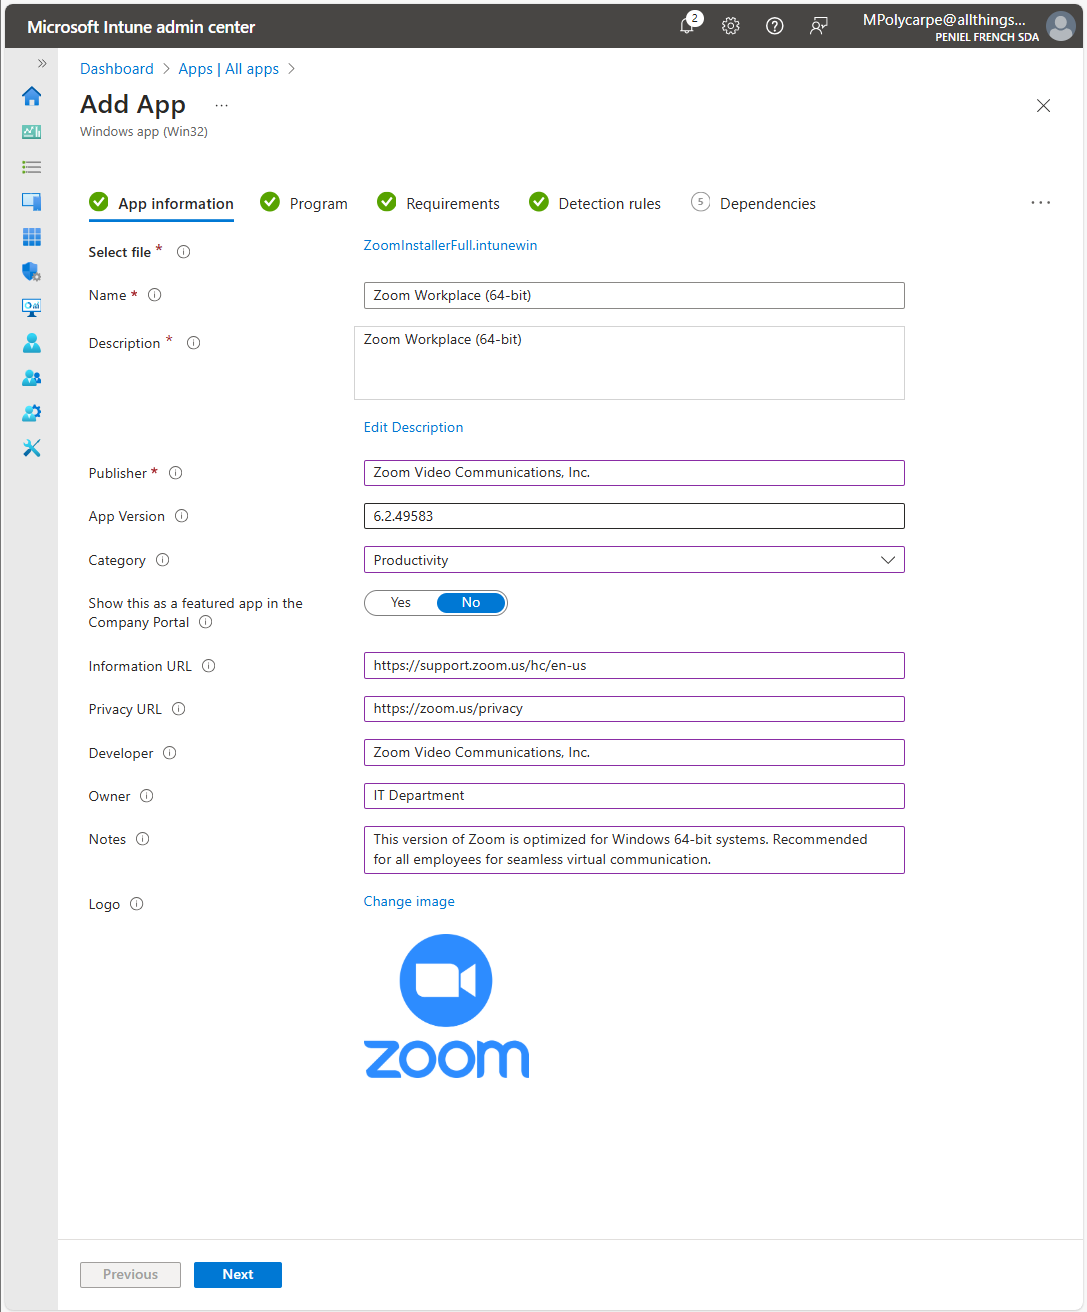 Microsoft Intune admin center
2
MPolycarpe@allthings...
PENIEL FRENCH SDA
Dashboard > Apps | All apps >
Add App ...
Windows app (Win32)
App information
Program
Requirements
Detection rules
5 Dependencies
...
Select file *
ZoomInstallerFull.intunewin
Name *
Zoom Workplace (64-bit)
Description *
Zoom Workplace (64-bit)
Edit Description
Publisher *
Zoom Video Communications, Inc.
App Version
6.2.49583
Category
Productivity
Show this as a featured app in the
Company Portal
Yes No
Information URL
https://support.zoom.us/hc/en-us
Privacy URL
https://zoom.us/privacy
Developer
Zoom Video Communications, Inc.
Owner
IT Department
Notes
This version of Zoom is optimized for Windows 64-bit systems. Recommended
for all employees for seamless virtual communication.
Logo
Change image
zoom
Previous
Next